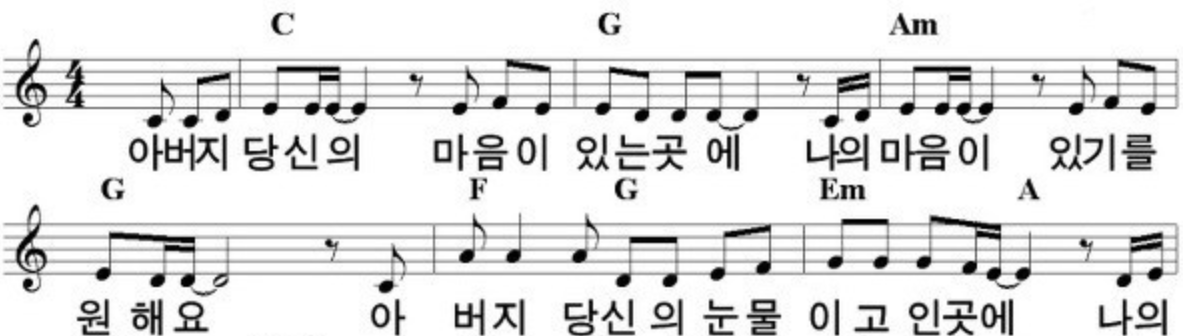 C G Am
4
4
아버지 당신의 마음이 있는곳 에 나의 마음이 있기를
G F G Em A
원 해요 아 버지 당신 의 눈물 이 고 인곳에 나의